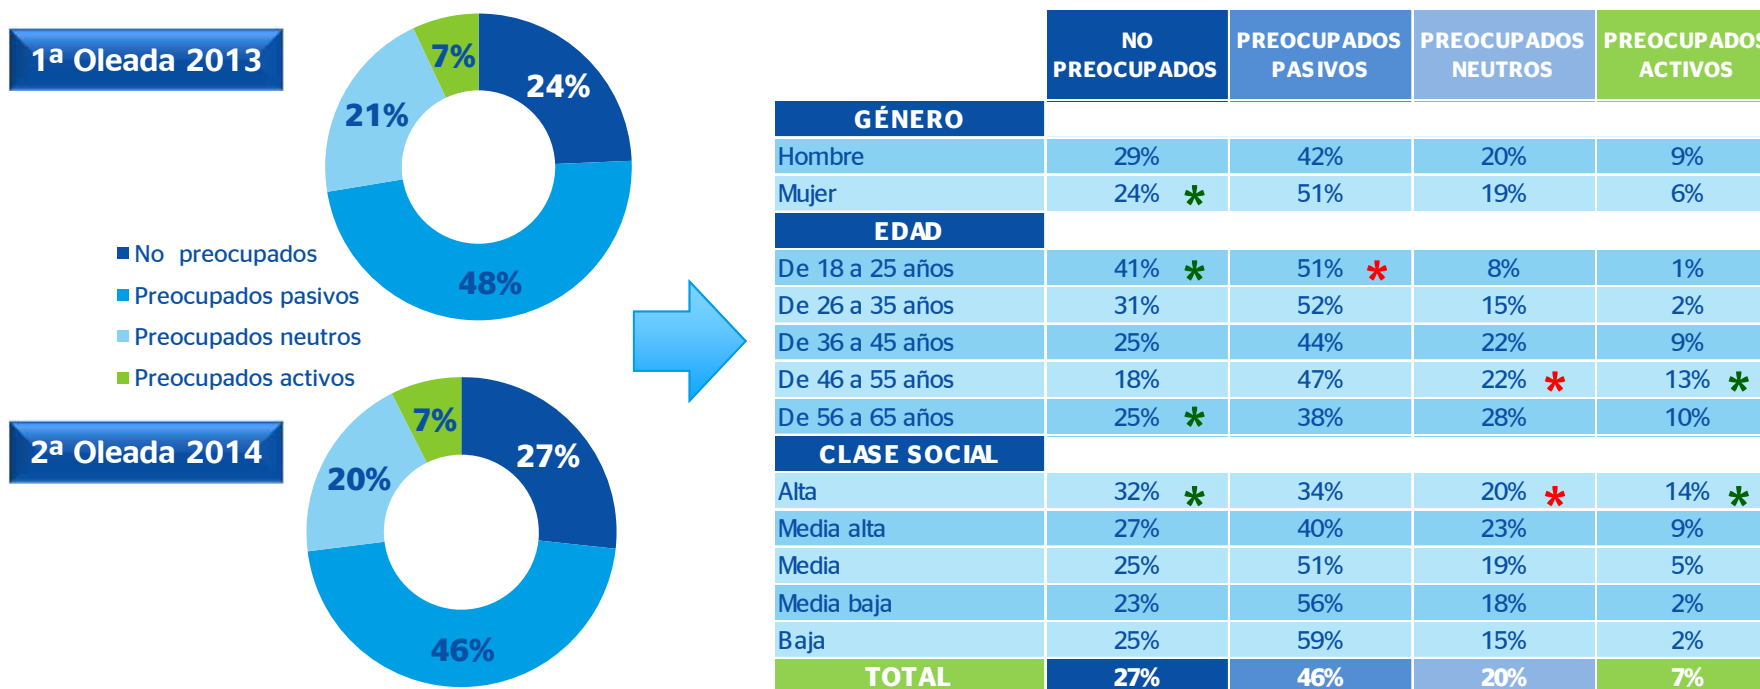 1ª Oleada 2013
7%
24%
21%
48%
No preocupados
Preocupados pasivos
Preocupados neutros
Preocupados activos
2ª Oleada 2014
7%
27%
20%
46%
NO PREOCUPADOS PREOCUPADOS PASIVOS PREOCUPADOS NEUTROS PREOCUPADOS ACTIVOS
GÉNERO
Hombre 29% 42% 20% 9%
Mujer 24% * 51% 19% 6%
EDAD
De 18 a 25 años 41% * 51% * 8% 1%
De 26 a 35 años 31% 52% 15% 2%
De 36 a 45 años 25% 44% 22% 9%
De 46 a 55 años 18% 47% 22% * 13% *
De 56 a 65 años 25% * 38% 28% 10%
CLASE SOCIAL
Alta 32% * 34% 20% * 14% *
Media alta 27% 40% 23% 9%
Media 25% 51% 19% 5%
Media baja 23% 56% 18% 2%
Baja 25% 59% 15% 2%
TOTAL 27% 46% 20% 7%